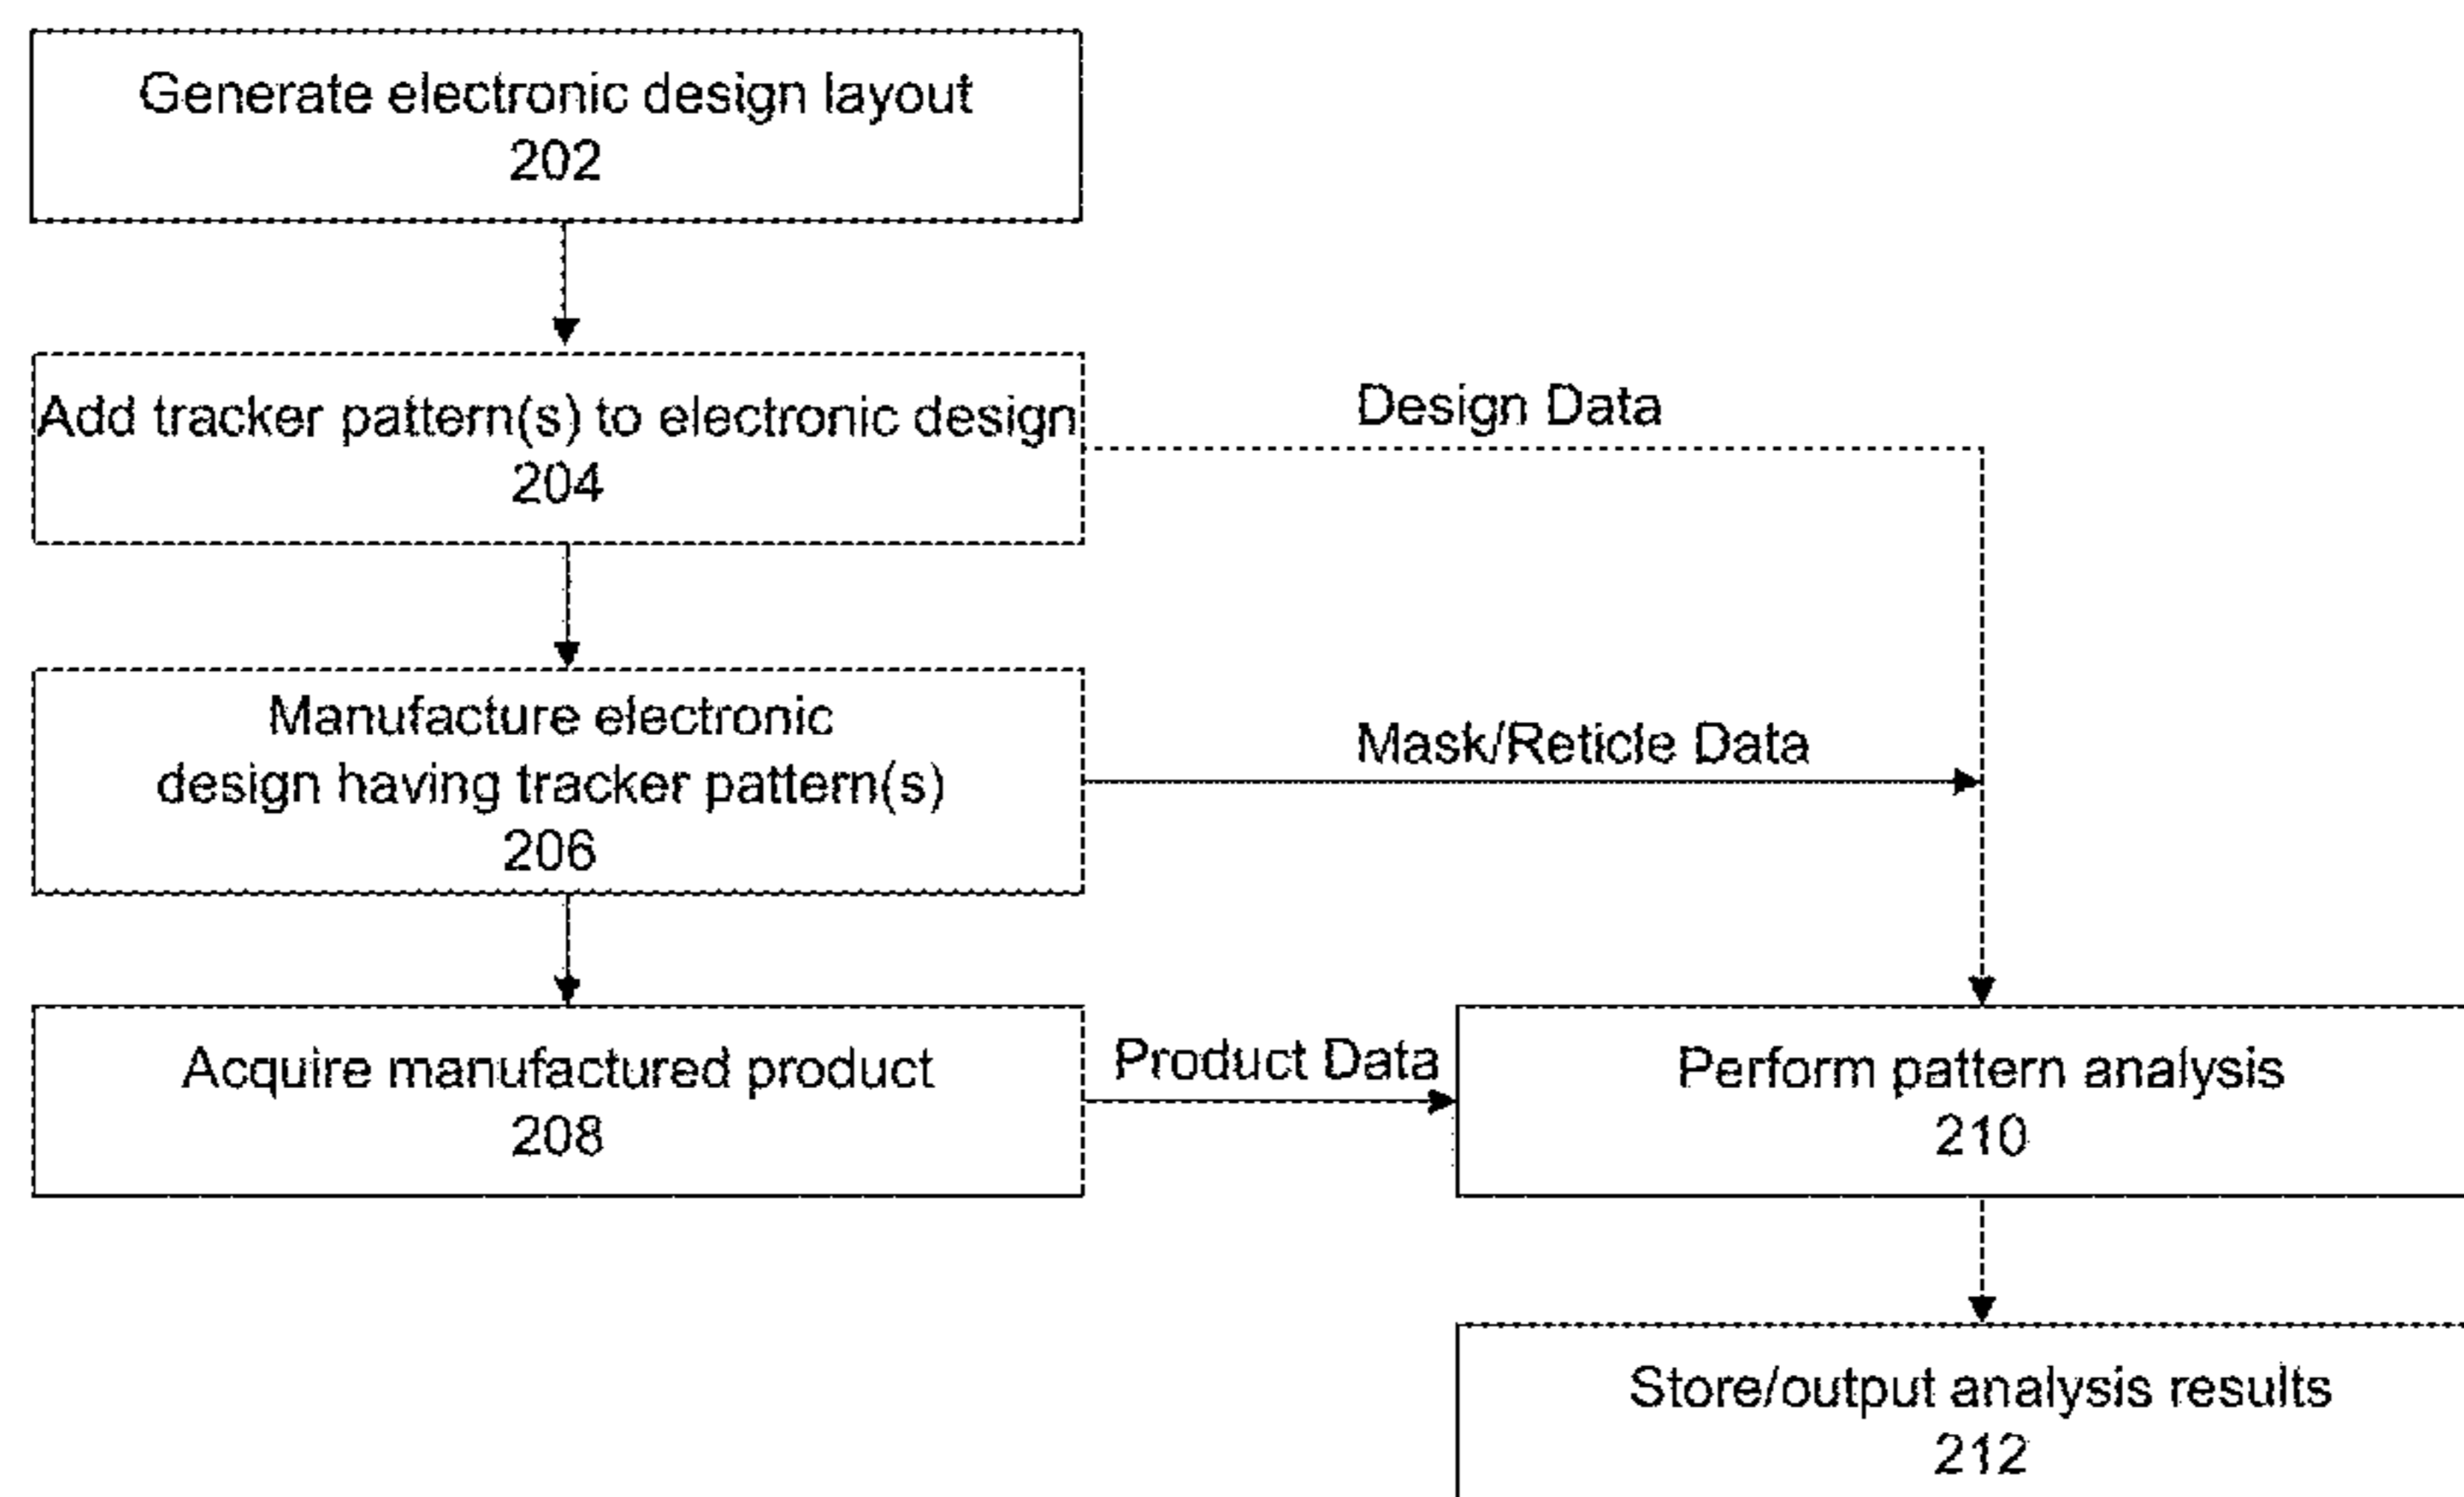 Generate electronic design layout
202
Add tracker pattern(s) to electronic design
204
Design Data
Manufacture electronic
design having tracker pattern(s)
206
Mask/Reticle Data
Acquire manufactured product
208
Product Data
Perform pattern analysis
210
Store/output analysis results
212